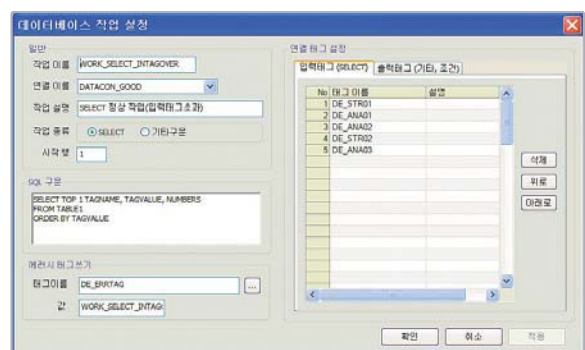 데이터베이스 작업 설정
일반
작업 이름 WORK_SELECT_INTAGOVER
연결 이름 DATACON_GOOD
작업 설명 SELECT 정상 작업(입력태그초과)
작업 종류 SELECT 기타구문
시작 행 1
SQL 구문
SELECT TOP 1 TAGNAME, TAGVALUE, NUMBERS
FROM TABLE1
ORDER BY TAGVALUE
에러시 태그쓰기
태그이름 DE_ERRTAG ...
값 WORK_SELECT_INTAG
연결 태그 설정
입력태그 (SELECT) 출력태그 (기타, 조건)
No 태그 이름 설명
1 DE_STR01
2 DE_ANA01
3 DE_ANA02
4 DE_STR02
5 DE_ANA03
삭제
위로
아래로
확인 취소 적용